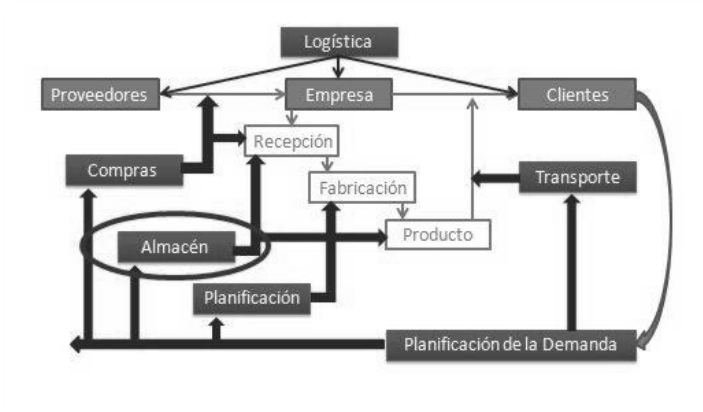 Logística
Proveedores
Empresa
Clientes
Recepción
Compras
Fabricación
Transporte
Almacén
Producto
Planificación
Planificación de la Demanda